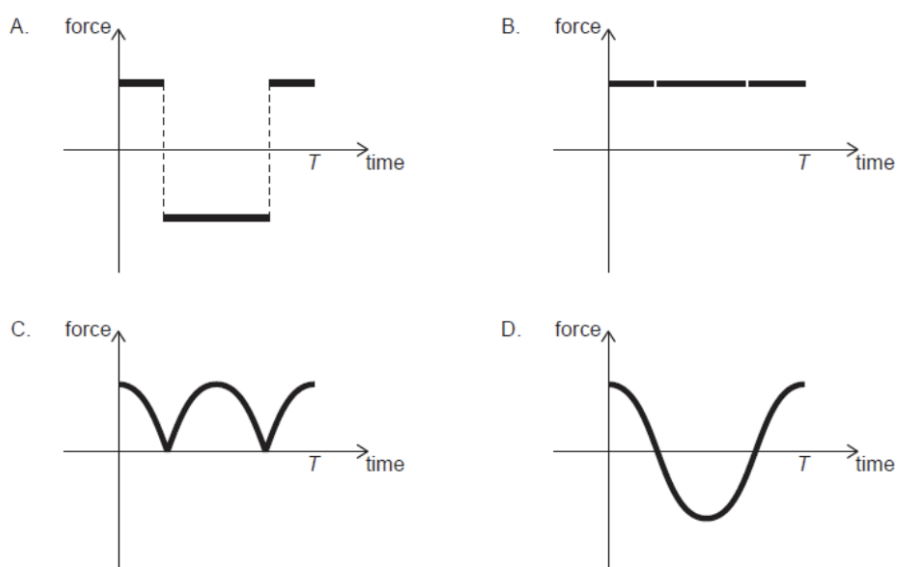 A. force
T
time
B. force
T
time
C. force
T
time
D. force
T
time